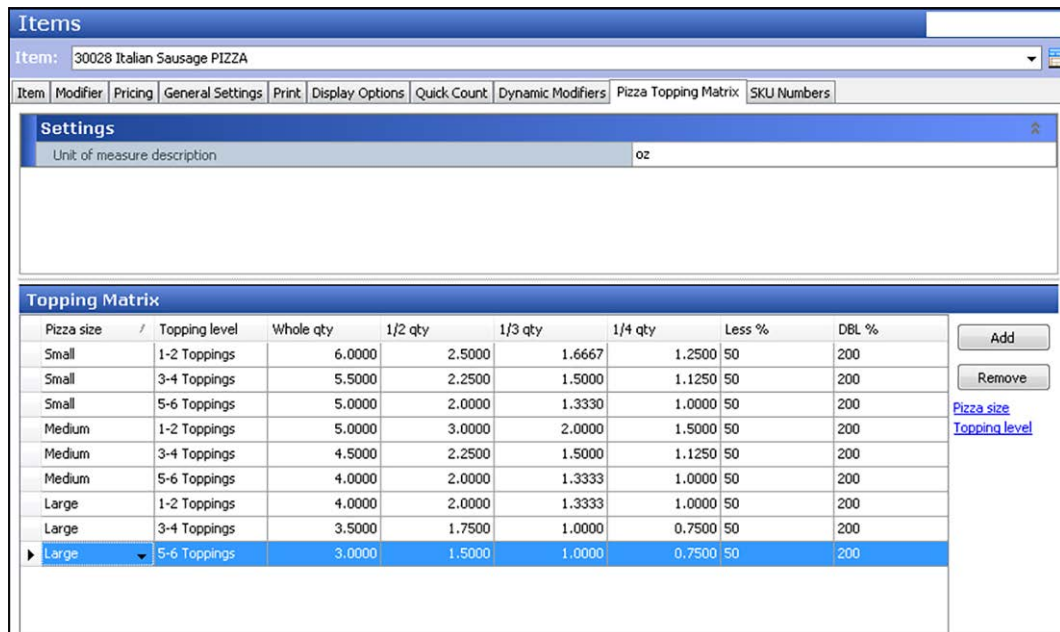 Items
Item: 30028 Italian Sausage PIZZA
Item Modifier Pricing General Settings Print Display Options Quick Count Dynamic Modifiers Pizza Topping Matrix SKU Numbers
Settings
Unit of measure description oz
Topping Matrix
Pizza size / Topping level Whole qty 1/2 qty 1/3 qty 1/4 qty Less % DBL % Add
Small 1-2 Toppings 6.0000 2.5000 1.6667 1.2500 50 200
Small 3-4 Toppings 5.5000 2.2500 1.5000 1.1250 50 200 Remove
Small 5-6 Toppings 5.0000 2.0000 1.3330 1.0000 50 200 Pizza size
Medium 1-2 Toppings 5.0000 3.0000 2.0000 1.5000 50 200 Topping level
Medium 3-4 Toppings 4.5000 2.2500 1.5000 1.1250 50 200
Medium 5-6 Toppings 4.0000 2.0000 1.3333 1.0000 50 200
Large 1-2 Toppings 4.0000 2.0000 1.3333 1.0000 50 200
Large 3-4 Toppings 3.5000 1.7500 1.0000 0.7500 50 200
Large 5-6 Toppings 3.0000 1.5000 1.0000 0.7500 50 200